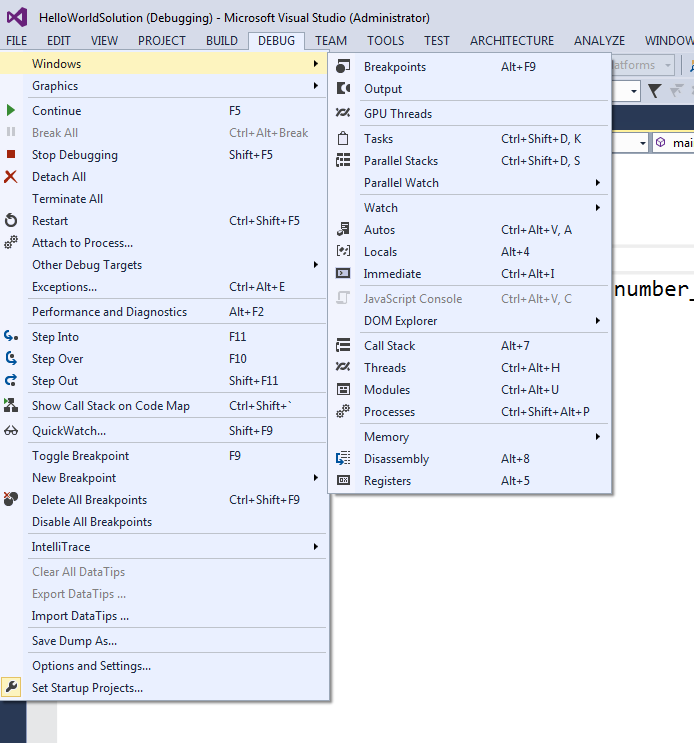 HelloWorldSolution (Debugging) - Microsoft Visual Studio (Administrator)
FILE EDIT VIEW PROJECT BUILD DEBUG TEAM TOOLS TEST ARCHITECTURE ANALYZE WINDOW
Windows
Graphics
Continue F5
Break All Ctrl+Alt+Break
Stop Debugging Shift+F5
Detach All
Terminate All
Restart Ctrl+Shift+F5
Attach to Process...
Other Debug Targets
Exceptions... Ctrl+Alt+E
Performance and Diagnostics Alt+F2
Step Into F11
Step Over F10
Step Out Shift+F11
Show Call Stack on Code Map Ctrl+Shift+`
QuickWatch... Shift+F9
Toggle Breakpoint F9
New Breakpoint
Delete All Breakpoints Ctrl+Shift+F9
Disable All Breakpoints
IntelliTrace
Clear All DataTips
Export DataTips ...
Import DataTips ...
Save Dump As...
Options and Settings...
Set Startup Projects...
Breakpoints Alt+F9
Output
GPU Threads
Tasks Ctrl+Shift+D, K
Parallel Stacks Ctrl+Shift+D, S
Parallel Watch
Watch
Autos Ctrl+Alt+V, A
Locals Alt+4
Immediate Ctrl+Alt+I
JavaScript Console Ctrl+Alt+V, C
DOM Explorer
Call Stack Alt+7
Threads Ctrl+Alt+H
Modules Ctrl+Alt+U
Processes Ctrl+Shift+Alt+P
Memory
Disassembly Alt+8
Registers Alt+5
atforms
mai
number_